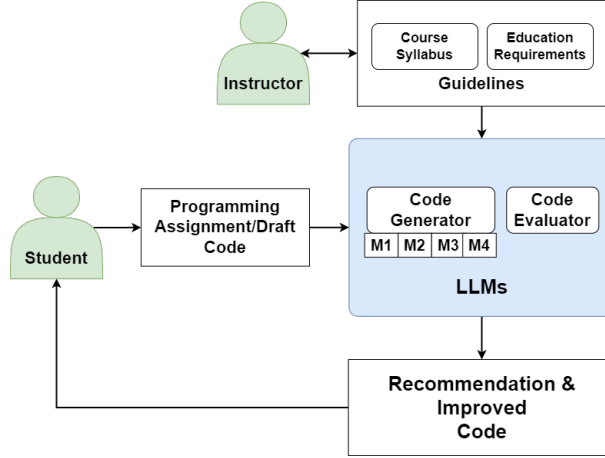 Course
Syllabus
Education
Requirements
Instructor
Guidelines
Programming
Assignment/Draft
Code
Student
Code
Generator
Code
Evaluator
M1 M2 M3 M4
LLMs
Recommendation &
Improved
Code